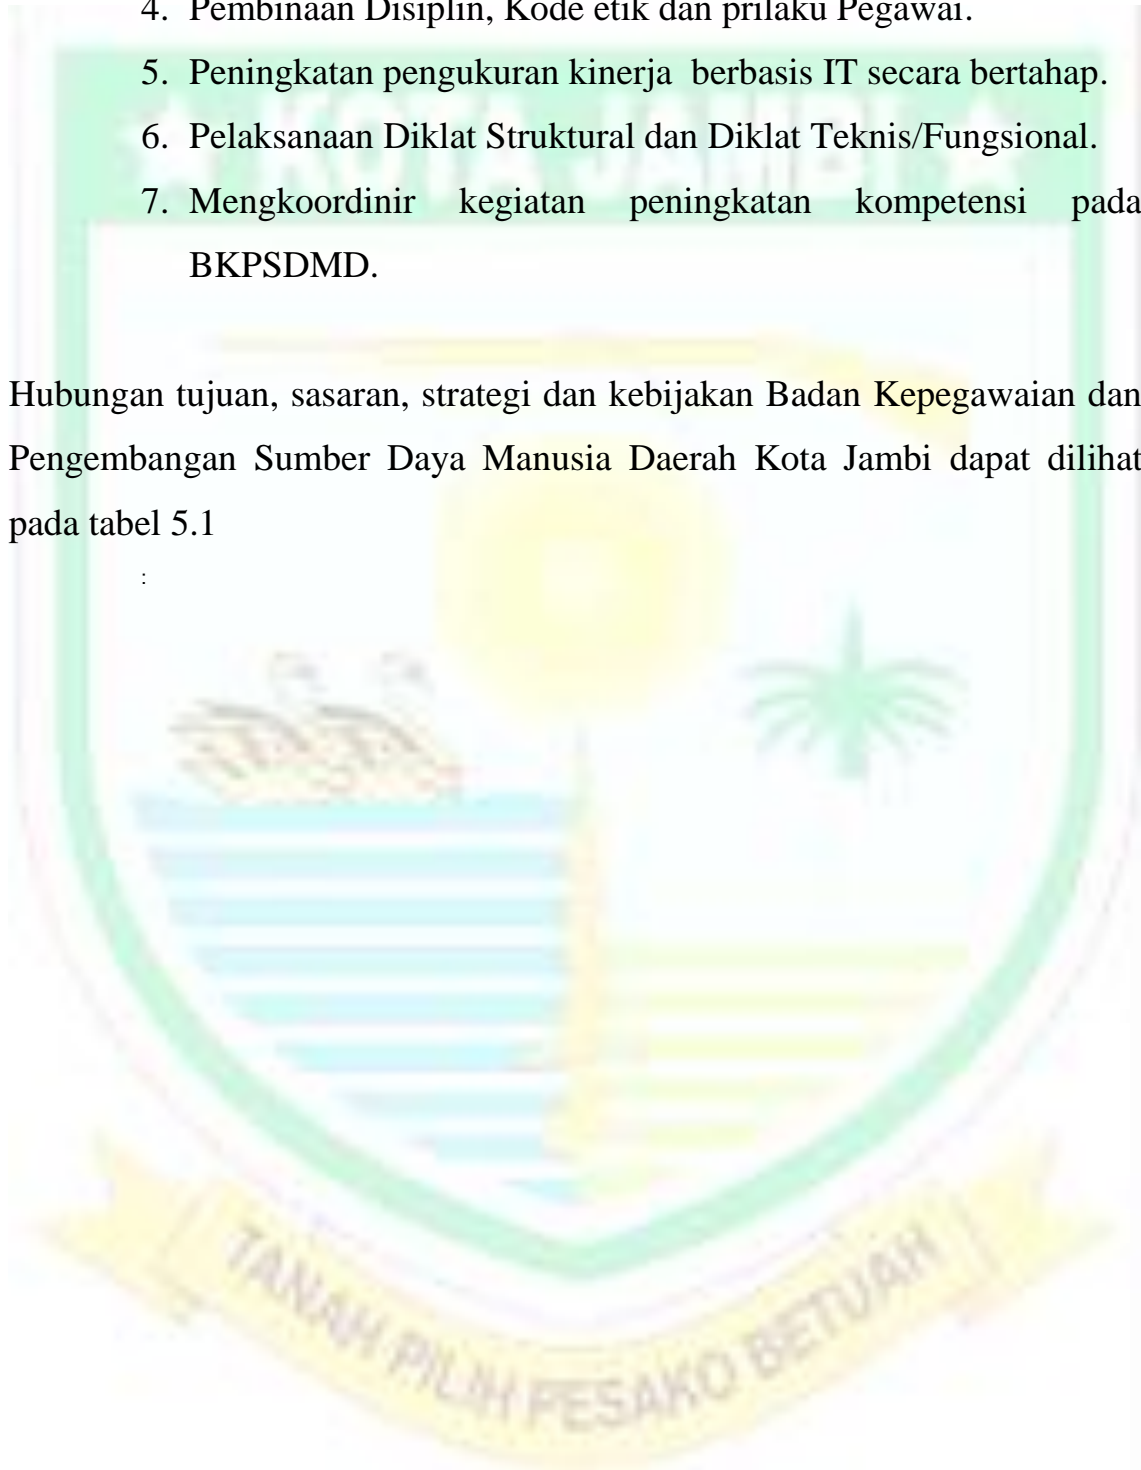 4. Pembinaan Disiplin, Kode etik dan prilaku Pegawai.
5. Peningkatan pengukuran kinerja  berbasis IT secara bertahap.
6. Pelaksanaan Diklat Struktural dan Diklat Teknis/Fungsional.
7. Mengkoordinir kegiatan peningkatan kompetensi pada
BKPSDMD.
Hubungan tujuan, sasaran, strategi dan kebijakan Badan Kepegawaian dan
Pengembangan Sumber Daya Manusia Daerah Kota Jambi dapat dilihat
pada tabel 5.1
:
KOTA JAMBI
TANAH PILIH PESAKO BETUAH